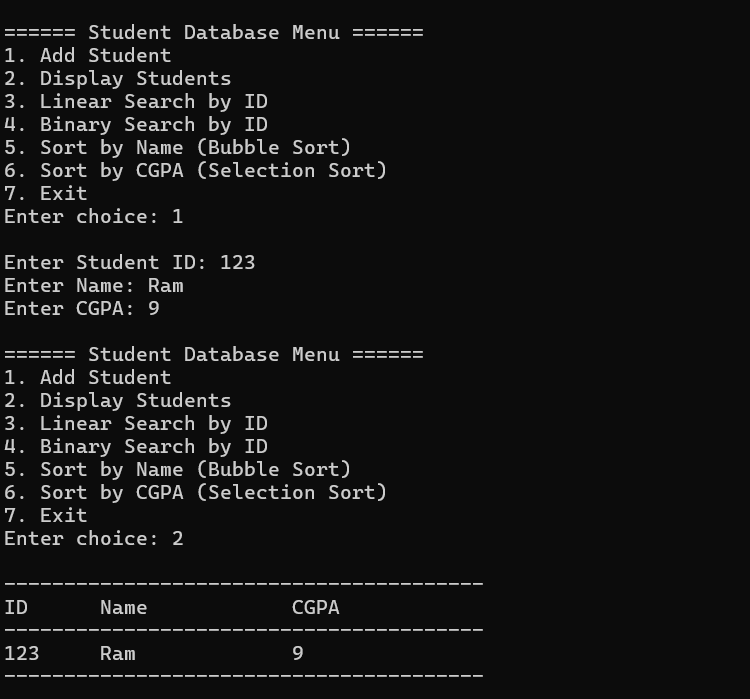 ====== Student Database Menu ======
1. Add Student
2. Display Students
3. Linear Search by ID
4. Binary Search by ID
5. Sort by Name (Bubble Sort)
6. Sort by CGPA (Selection Sort)
7. Exit
Enter choice: 1

Enter Student ID: 123
Enter Name: Ram
Enter CGPA: 9

====== Student Database Menu ======
1. Add Student
2. Display Students
3. Linear Search by ID
4. Binary Search by ID
5. Sort by Name (Bubble Sort)
6. Sort by CGPA (Selection Sort)
7. Exit
Enter choice: 2

----------------------------------------
ID      Name            CGPA
----------------------------------------
123     Ram             9
----------------------------------------